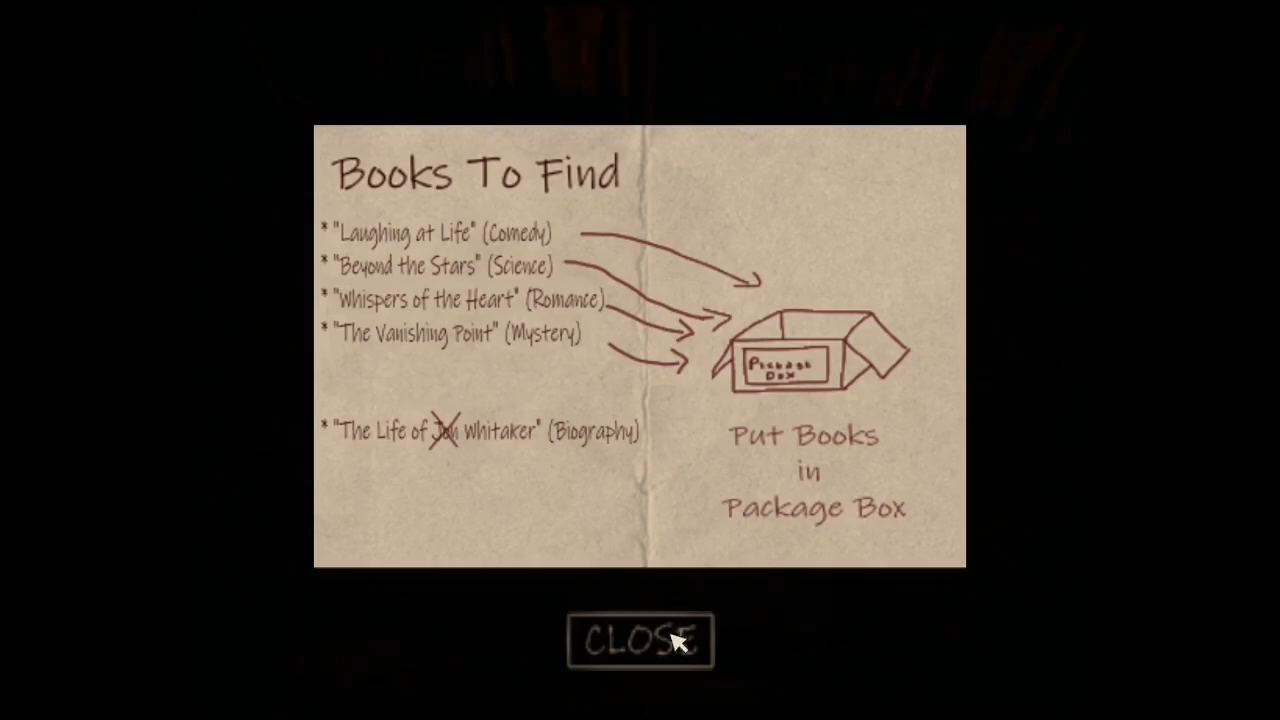 Books To Find
* "Laughing at Life" (Comedy)
* "Beyond the Stars" (Science)
* "Whispers of the Heart" (Romance)
* "The Vanishing Point" (Mystery)
* "The Life of Jon Whitaker" (Biography)
Package
Box
Put Books
in
Package Box
CLOSE